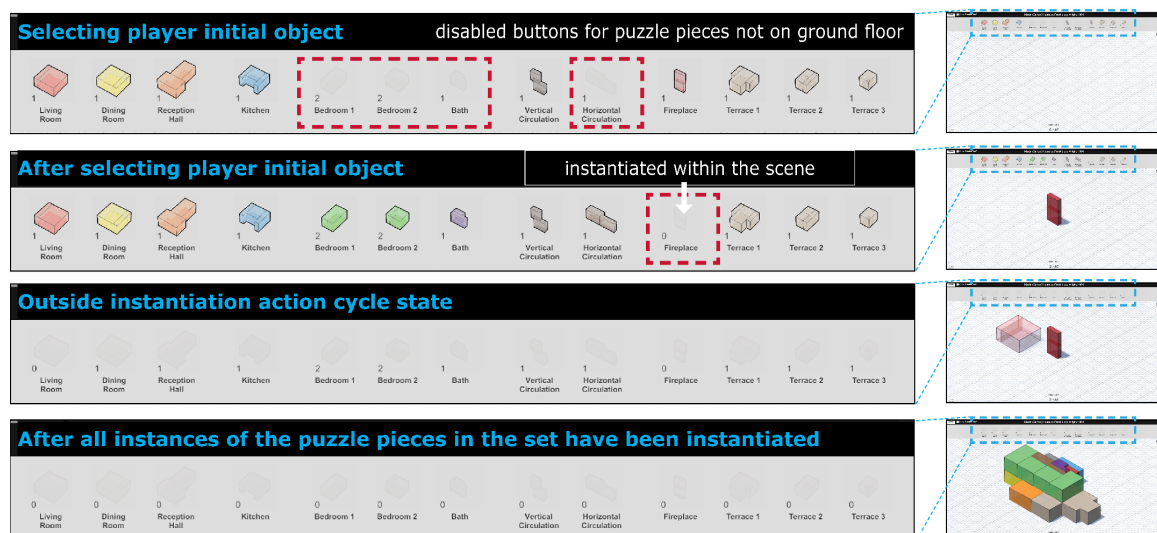 Selecting player initial object
disabled buttons for puzzle pieces not on ground floor
1 1 1 1 2 2 1 1 1 1 1 1 1
Living Room Dining Room Reception Hall Kitchen Bedroom 1 Bedroom 2 Bath Vertical Circulation Horizontal Circulation Fireplace Terrace 1 Terrace 2 Terrace 3
After selecting player initial object
instantiated within the scene
1 1 1 1 2 2 1 1 1 0 1 1 1
Living Room Dining Room Reception Hall Kitchen Bedroom 1 Bedroom 2 Bath Vertical Circulation Horizontal Circulation Fireplace Terrace 1 Terrace 2 Terrace 3
Outside instantiation action cycle state
0 1 1 1 2 2 1 1 1 0 1 1 1
Living Room Dining Room Reception Hall Kitchen Bedroom 1 Bedroom 2 Bath Vertical Circulation Horizontal Circulation Fireplace Terrace 1 Terrace 2 Terrace 3
After all instances of the puzzle pieces in the set have been instantiated
0 0 0 0 0 0 0 0 0 0 0 0 0
Living Room Dining Room Reception Hall Kitchen Bedroom 1 Bedroom 2 Bath Vertical Circulation Horizontal Circulation Fireplace Terrace 1 Terrace 2 Terrace 3